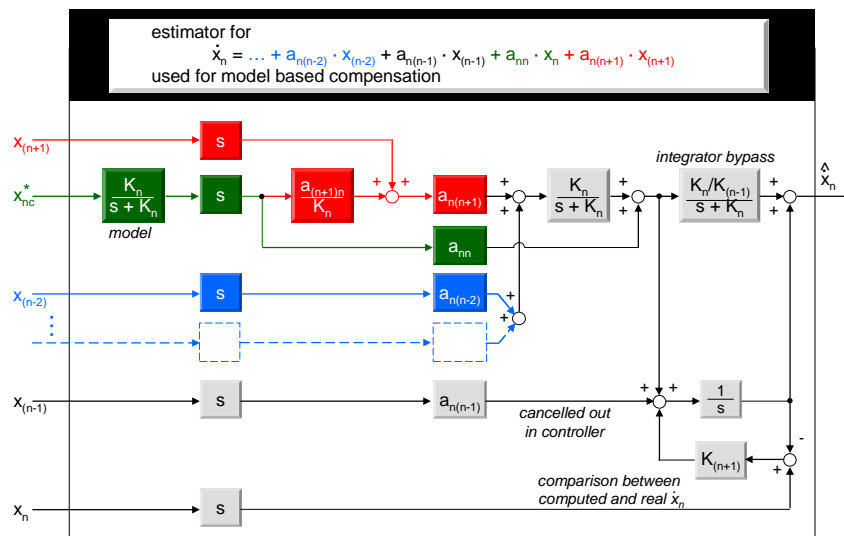 estimator for
ẋn = ... + an(n-2) · x(n-2) + an(n-1) · x(n-1) + ann · xn + an(n+1) · x(n+1)
used for model based compensation
x(n+1)
s
integrator bypass
x*nc
Kn
s + Kn
model
s
a(n+1)n
Kn
+ +
an(n+1)
+
+
Kn
s + Kn
+
+
Kn/K(n-1)
s + Kn
+
+
x̂̇n
ann
x(n-2)
s
an(n-2)
+
+
⋮
x(n-1)
s
an(n-1)
cancelled out
in controller
+ +
+
1
s
-
+
K(n+1)
comparison between
computed and real ẋn
xn
s